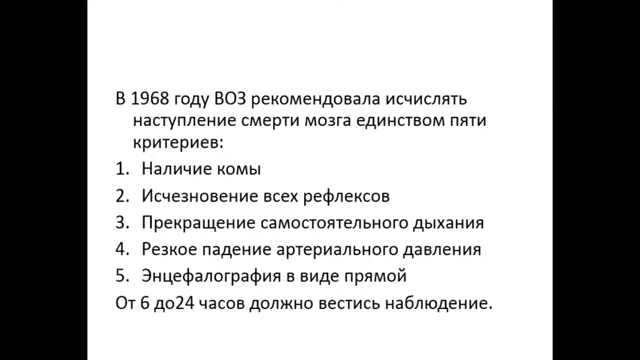 В 1968 году ВОЗ рекомендовала исчислять
наступление смерти мозга единством пяти
критериев:
1. Наличие комы
2. Исчезновение всех рефлексов
3. Прекращение самостоятельного дыхания
4. Резкое падение артериального давления
5. Энцефалография в виде прямой
От 6 до24 часов должно вестись наблюдение.